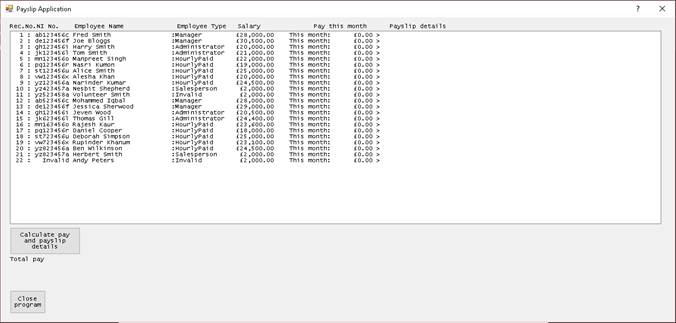 Payslip Application
Rec.No.NI No. Employee Name Employee Type Salary Pay this month Payslip details
1 : ab123456c Fred Smith :Manager £28,000.00 This month: £0.00 >
2 : de123456f Joe Bloggs :Manager £30,500.00 This month: £0.00 >
3 : gh123456i Harry Smith :Administrator £20,000.00 This month: £0.00 >
4 : jk123456l Tom Smith :Administrator £21,000.00 This month: £0.00 >
5 : mn123456o Manpreet Singh :HourlyPaid £22,000.00 This month: £0.00 >
6 : pq123456r Nasri Kumon :HourlyPaid £19,000.00 This month: £0.00 >
7 : st123456u Alice Smith :HourlyPaid £25,000.00 This month: £0.00 >
8 : vw123456x Alesha Khan :HourlyPaid £20,000.00 This month: £0.00 >
9 : yz123456a Narinder Kumar :HourlyPaid £24,500.00 This month: £0.00 >
10 : yz423457a Nesbit Shepherd :Salesperson £2,000.00 This month: £0.00 >
11 : yz523458a Volunteer Smith :Invalid £2,000.00 This month: £0.00 >
12 : ab523456c Mohammed Iqbal :Manager £28,000.00 This month: £0.00 >
13 : de623456f Jessica Sherwood :Manager £29,000.00 This month: £0.00 >
14 : gh623456i Jeven Wood :Administrator £20,500.00 This month: £0.00 >
15 : jk623456l Thomas Gill :Administrator £24,400.00 This month: £0.00 >
16 : mn163456o Rajesh Kaur :HourlyPaid £23,600.00 This month: £0.00 >
17 : pq123456r Daniel Cooper :HourlyPaid £18,000.00 This month: £0.00 >
18 : st723456u Deborah Simpson :HourlyPaid £25,000.00 This month: £0.00 >
19 : vw723456x Rupinder Khanum :HourlyPaid £23,100.00 This month: £0.00 >
20 : yz823456a Ben Wilkinson :HourlyPaid £24,500.00 This month: £0.00 >
21 : yz823457a Herbert Smith :Salesperson £2,000.00 This month: £0.00 >
22 : Invalid Andy Peters :Invalid £2,000.00 This month: £0.00 >
Calculate pay
and payslip
details
Total pay
Close
program